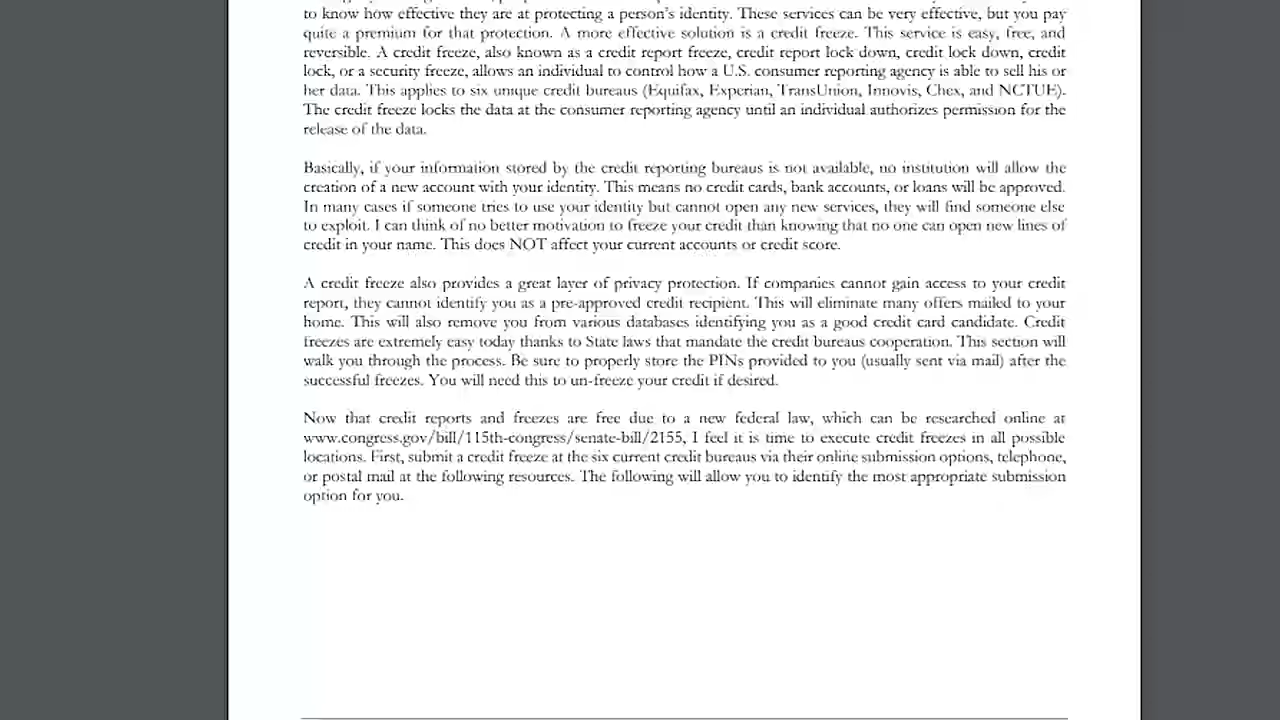 to know how effective they are at protecting a person's identity. These services can be very effective, but you pay
quite a premium for that protection. A more effective solution is a credit freeze. This service is easy, free, and
reversible. A credit freeze, also known as a credit report freeze, credit report lock down, credit lock down, credit
lock, or a security freeze, allows an individual to control how a U.S. consumer reporting agency is able to sell his or
her data. This applies to six unique credit bureaus (Equifax, Experian, TransUnion, Innovis, Chex, and NCTUE).
The credit freeze locks the data at the consumer reporting agency until an individual authorizes permission for the
release of the data.
Basically, if your information stored by the credit reporting bureaus is not available, no institution will allow the
creation of a new account with your identity. This means no credit cards, bank accounts, or loans will be approved.
In many cases if someone tries to use your identity but cannot open any new services, they will find someone else
to exploit. I can think of no better motivation to freeze your credit than knowing that no one can open new lines of
credit in your name. This does NOT affect your current accounts or credit score.
A credit freeze also provides a great layer of privacy protection. If companies cannot gain access to your credit
report, they cannot identify you as a pre-approved credit recipient. This will eliminate many offers mailed to your
home. This will also remove you from various databases identifying you as a good credit card candidate. Credit
freezes are extremely easy today thanks to State laws that mandate the credit bureaus cooperation. This section will
walk you through the process. Be sure to properly store the PINs provided to you (usually sent via mail) after the
successful freezes. You will need this to un-freeze your credit if desired.
Now that credit reports and freezes are free due to a new federal law, which can be researched online at
www.congress.gov/bill/115th-congress/senate-bill/2155, I feel it is time to execute credit freezes in all possible
locations. First, submit a credit freeze at the six current credit bureaus via their online submission options, telephone,
or postal mail at the following resources. The following will allow you to identify the most appropriate submission
option for you.